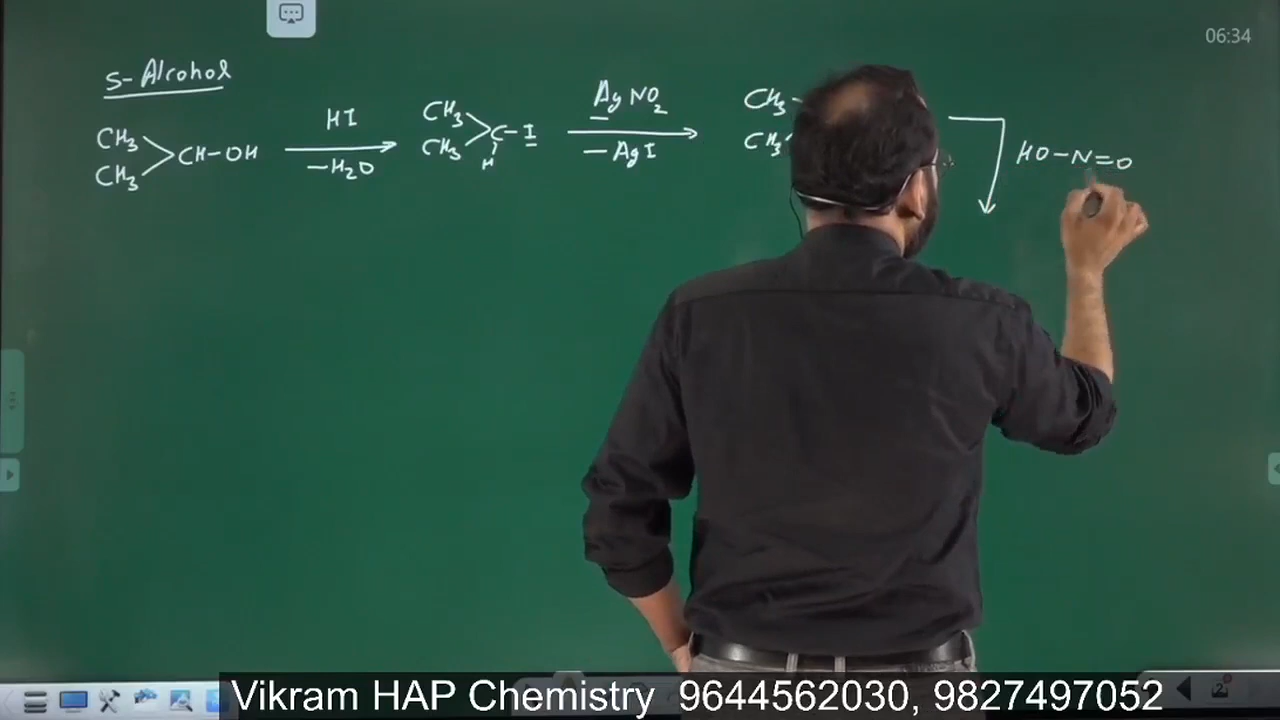 06:34
S-Alcohol
CH3
CH3
CH-OH
HI
-H2O
CH3
CH3
C-I
H
AgNO2
-AgI
CH3
CH3
HO-N=O
Vikram HAP Chemistry 9644562030, 9827497052